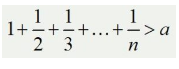 1 + 1/2 + 1/3 + ... + 1/n > a